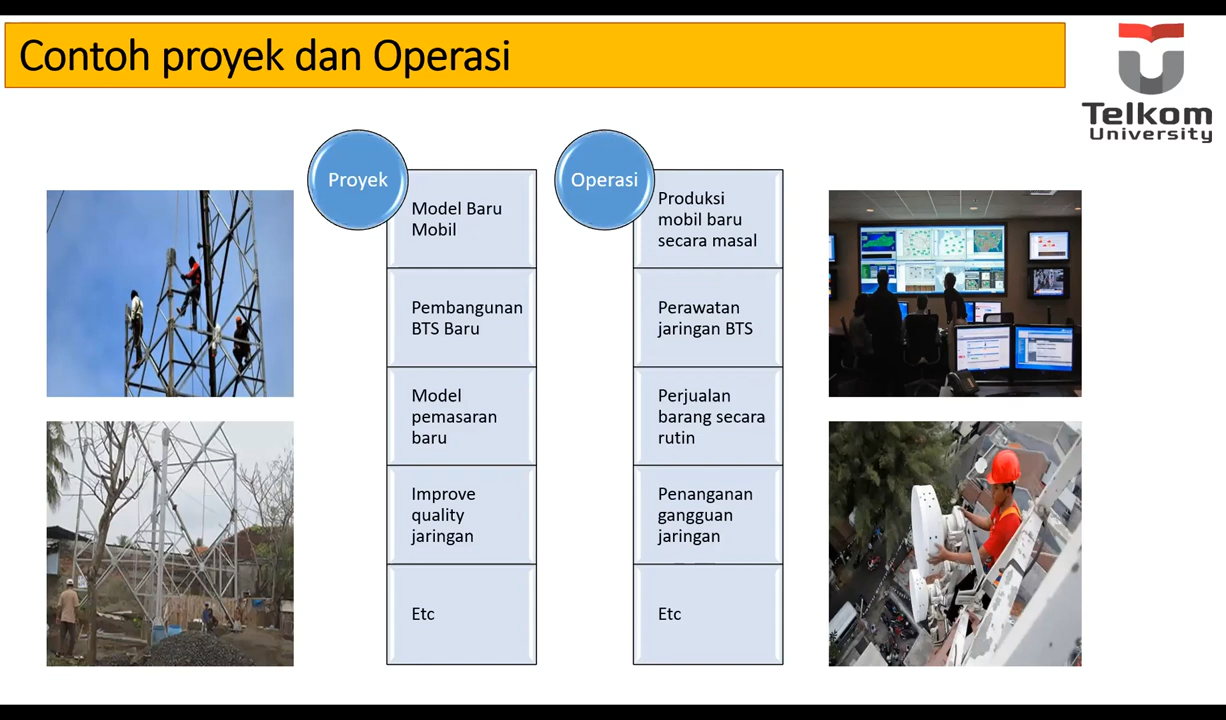 Contoh proyek dan Operasi
Telkom
University
Proyek
Model Baru
Mobil
Pembangunan
BTS Baru
Model
pemasaran
baru
Improve
quality
jaringan
Etc
Operasi
Produksi
mobil baru
secara masal
Perawatan
jaringan BTS
Perjualan
barang secara
rutin
Penanganan
gangguan
jaringan
Etc